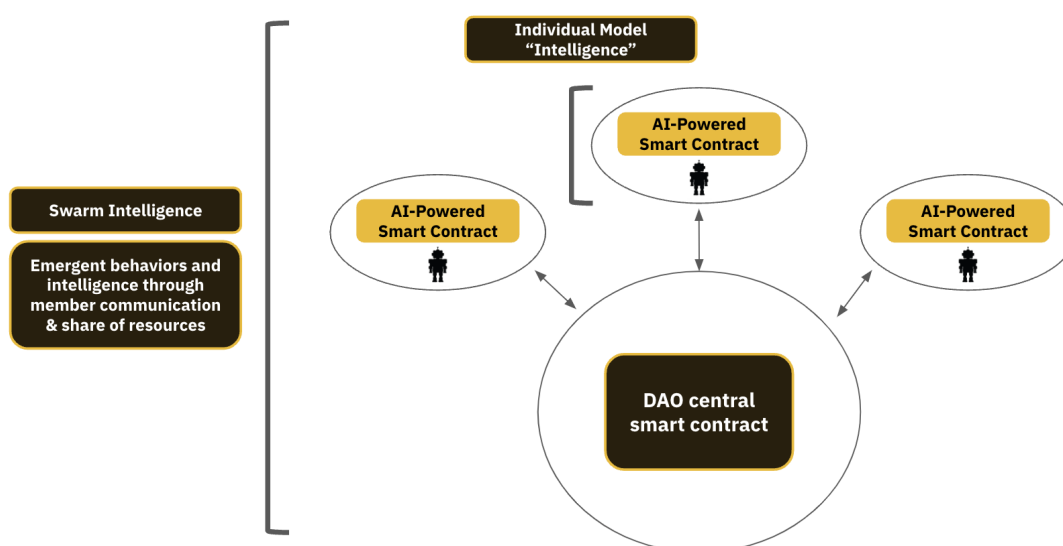 Individual Model
“Intelligence”
AI-Powered
Smart Contract
AI-Powered
Smart Contract
AI-Powered
Smart Contract
Swarm Intelligence
Emergent behaviors and
intelligence through
member communication
& share of resources
DAO central
smart contract